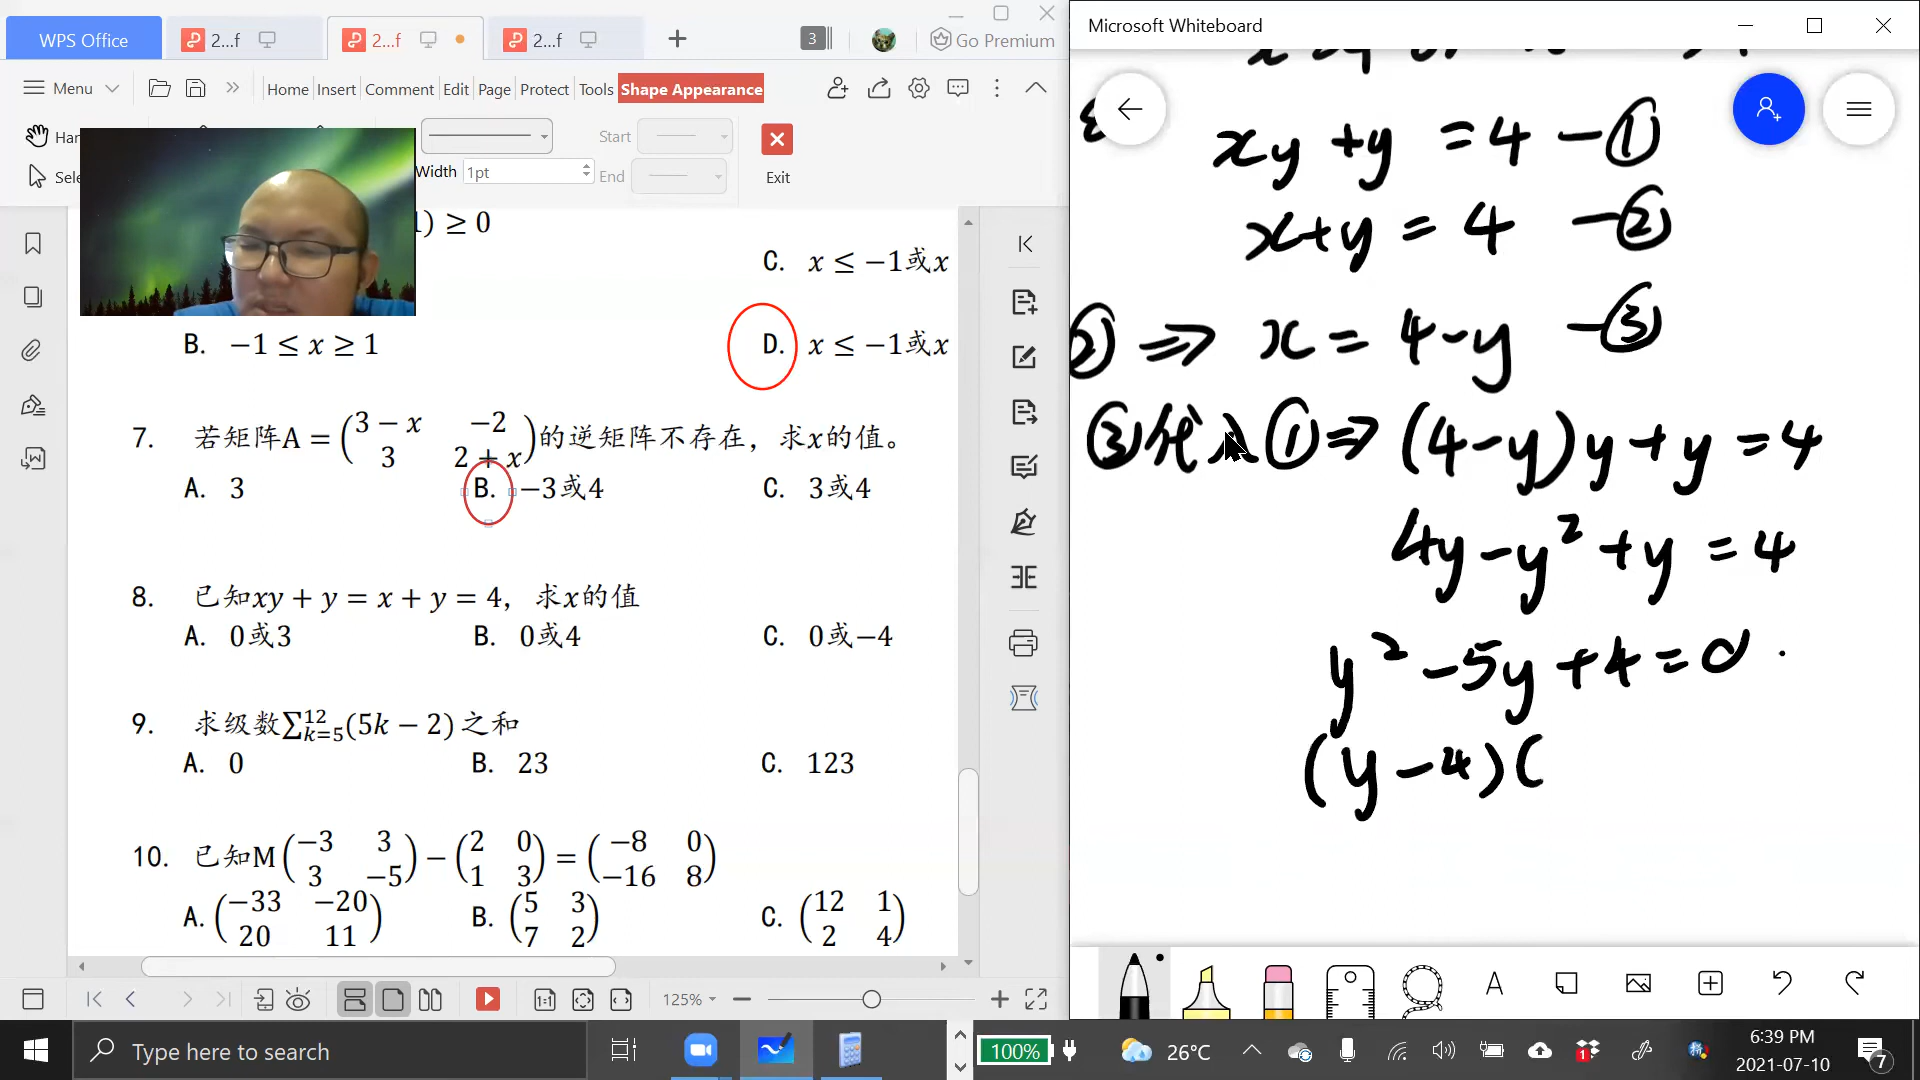 WPS Office
2...f
2...f
2...f
3
Go Premium
Menu
Home Insert Comment Edit Page Protect Tools Shape Appearance
Start
Width 1pt
End
Exit
1) ≥ 0
C. x ≤ −1或x
B. −1 ≤ x ≥ 1
D. x ≤ −1或x
7. 若矩阵A = (3 − x −2
3 2 + x)的逆矩阵不存在，求x的值。
A. 3 B. −3或4 C. 3或4
8. 已知xy + y = x + y = 4，求x的值
A. 0或3 B. 0或4 C. 0或−4
9. 求级数∑_{k=5}^{12}(5k − 2)之和
A. 0 B. 23 C. 123
10. 已知M(−3 3
3 −5) − (2 0
1 3) = (−8 0
−16 8)
A. (−33 −20
20 11) B. (5 3
7 2) C. (12 1
2 4)
125%
Microsoft Whiteboard
xy + y = 4 − ①
x + y = 4 − ②
② ⇒ x = 4 − y − ③
③代入① ⇒ (4 − y)y + y = 4
4y − y² + y = 4
y² − 5y + 4 = 0
(y − 4)(
Type here to search
100%
26°C
6:39 PM
2021-07-10
7